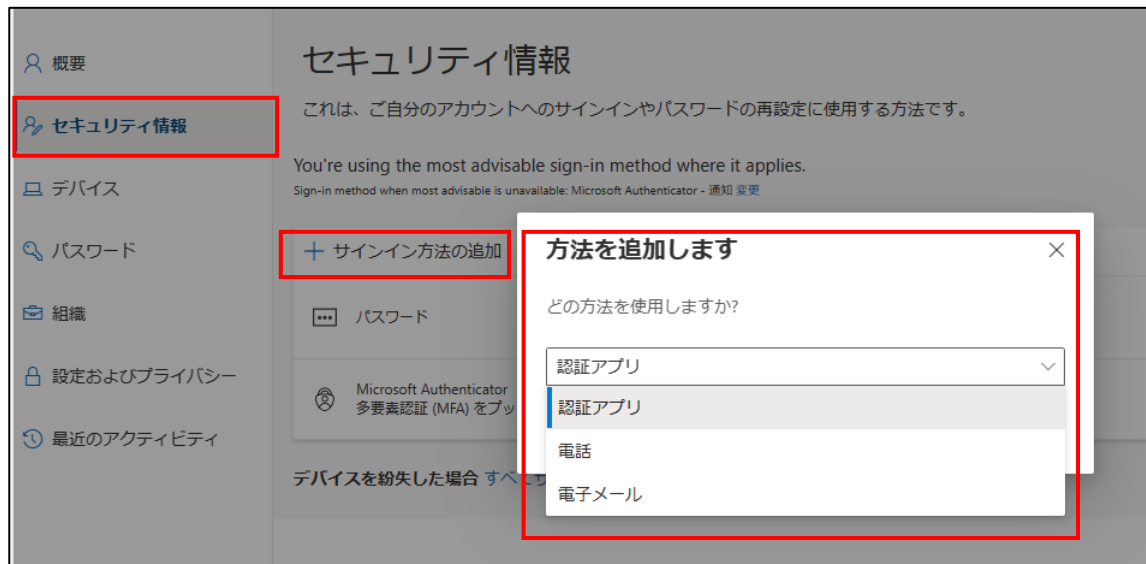 概要
セキュリティ情報
デバイス
パスワード
組織
設定およびプライバシー
最近のアクティビティ
セキュリティ情報
これは、ご自分のアカウントへのサインインやパスワードの再設定に使用する方法です。
You're using the most advisable sign-in method where it applies.
Sign-in method when most advisable is unavailable: Microsoft Authenticator - 通知 変更
サインイン方法の追加
パスワード
Microsoft Authenticator
多要素認証 (MFA) をプッ
デバイスを紛失した場合 すべてサ
方法を追加します
どの方法を使用しますか?
認証アプリ
認証アプリ
電話
電子メール